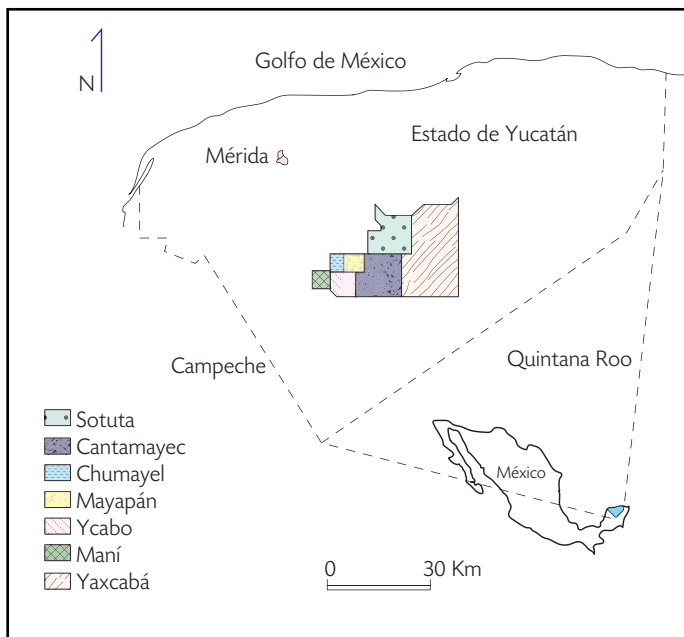 Golfo de México
N
Estado de Yucatán
Mérida
Campeche
Quintana Roo
Sotuta
Cantamayec
Chumayel
Mayapán
Ycabo
Maní
Yaxcabá
México
0 30 Km